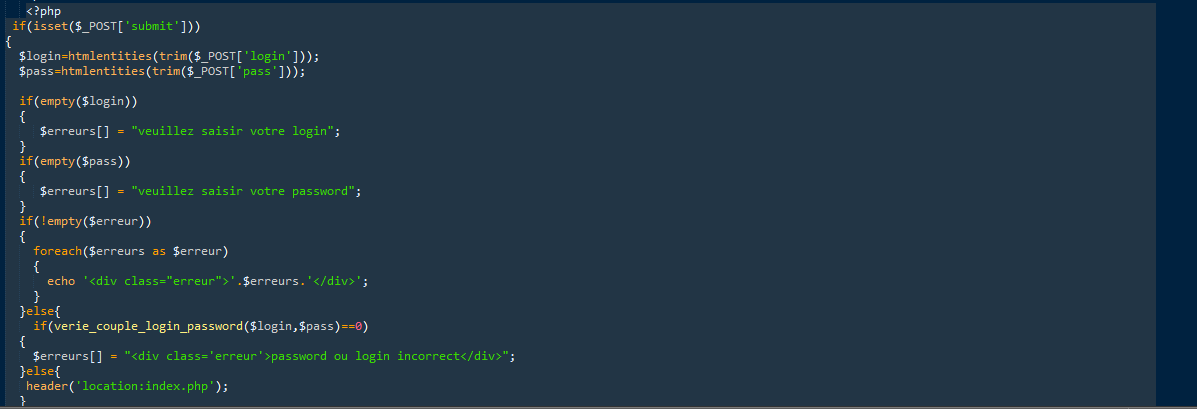 <?php
if(isset($_POST['submit']))
{
$login=htmlentities(trim($_POST['login']));
$pass=htmlentities(trim($_POST['pass']));
if(empty($login))
{
$erreurs[] = "veuillez saisir votre login";
}
if(empty($pass))
{
$erreurs[] = "veuillez saisir votre password";
}
if(!empty($erreur))
{
foreach($erreurs as $erreur)
{
echo '<div class="erreur">'.$erreurs.'</div>';
}
}else{
if(verie_couple_login_password($login,$pass)==0)
{
$erreurs[] = "<div class='erreur'>password ou login incorrect</div>";
}else{
header('location:index.php');
}